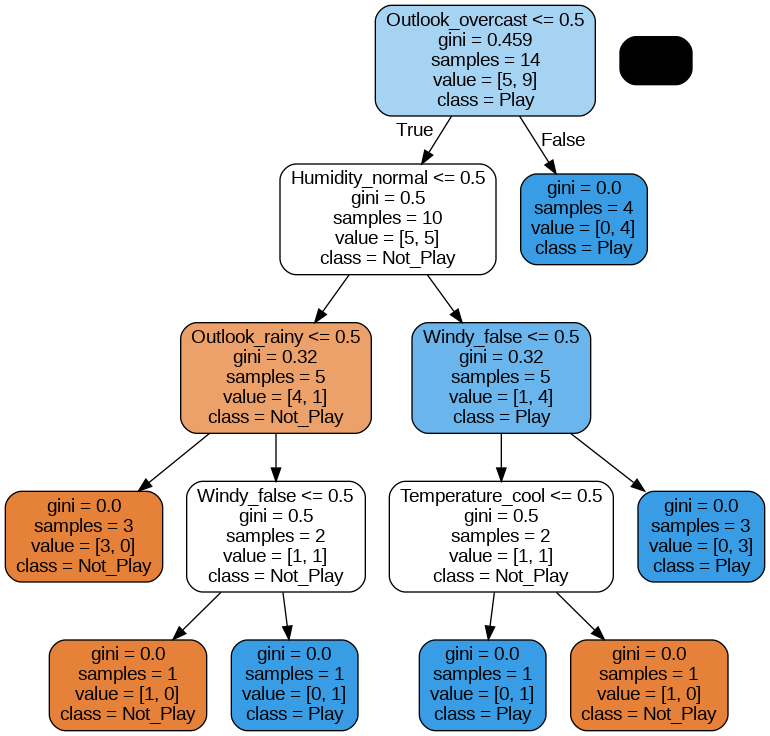 Outlook_overcast <= 0.5
gini = 0.459
samples = 14
value = [5, 9]
class = Play
True
False
Humidity_normal <= 0.5
gini = 0.5
samples = 10
value = [5, 5]
class = Not_Play
gini = 0.0
samples = 4
value = [0, 4]
class = Play
Outlook_rainy <= 0.5
gini = 0.32
samples = 5
value = [4, 1]
class = Not_Play
Windy_false <= 0.5
gini = 0.32
samples = 5
value = [1, 4]
class = Play
gini = 0.0
samples = 3
value = [3, 0]
class = Not_Play
Windy_false <= 0.5
gini = 0.5
samples = 2
value = [1, 1]
class = Not_Play
Temperature_cool <= 0.5
gini = 0.5
samples = 2
value = [1, 1]
class = Not_Play
gini = 0.0
samples = 3
value = [0, 3]
class = Play
gini = 0.0
samples = 1
value = [1, 0]
class = Not_Play
gini = 0.0
samples = 1
value = [0, 1]
class = Play
gini = 0.0
samples = 1
value = [0, 1]
class = Play
gini = 0.0
samples = 1
value = [1, 0]
class = Not_Play